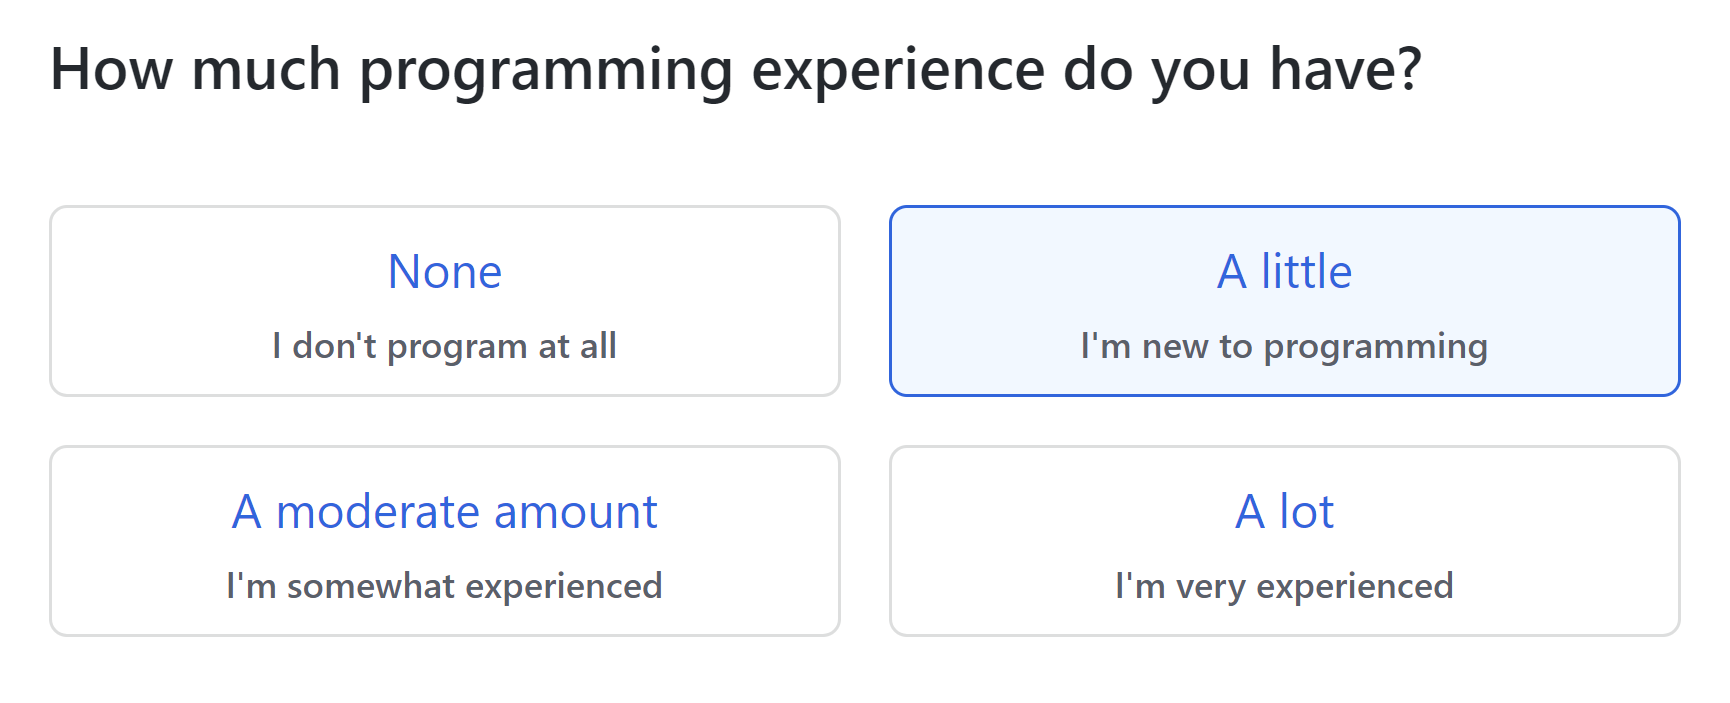 How much programming experience do you have?
None
I don't program at all
A little
I'm new to programming
A moderate amount
I'm somewhat experienced
A lot
I'm very experienced